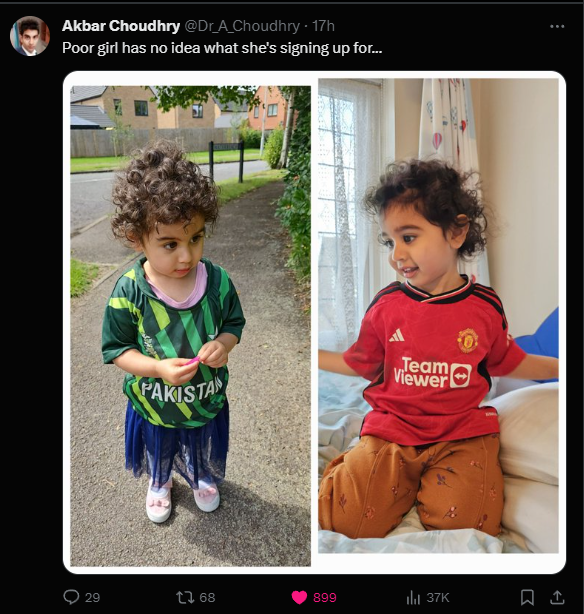 Akbar Choudhry @Dr_A_Choudhry · 17h
Poor girl has no idea what she's signing up for...
PAKISTAN
Team
Viewer
29 68 899 37K